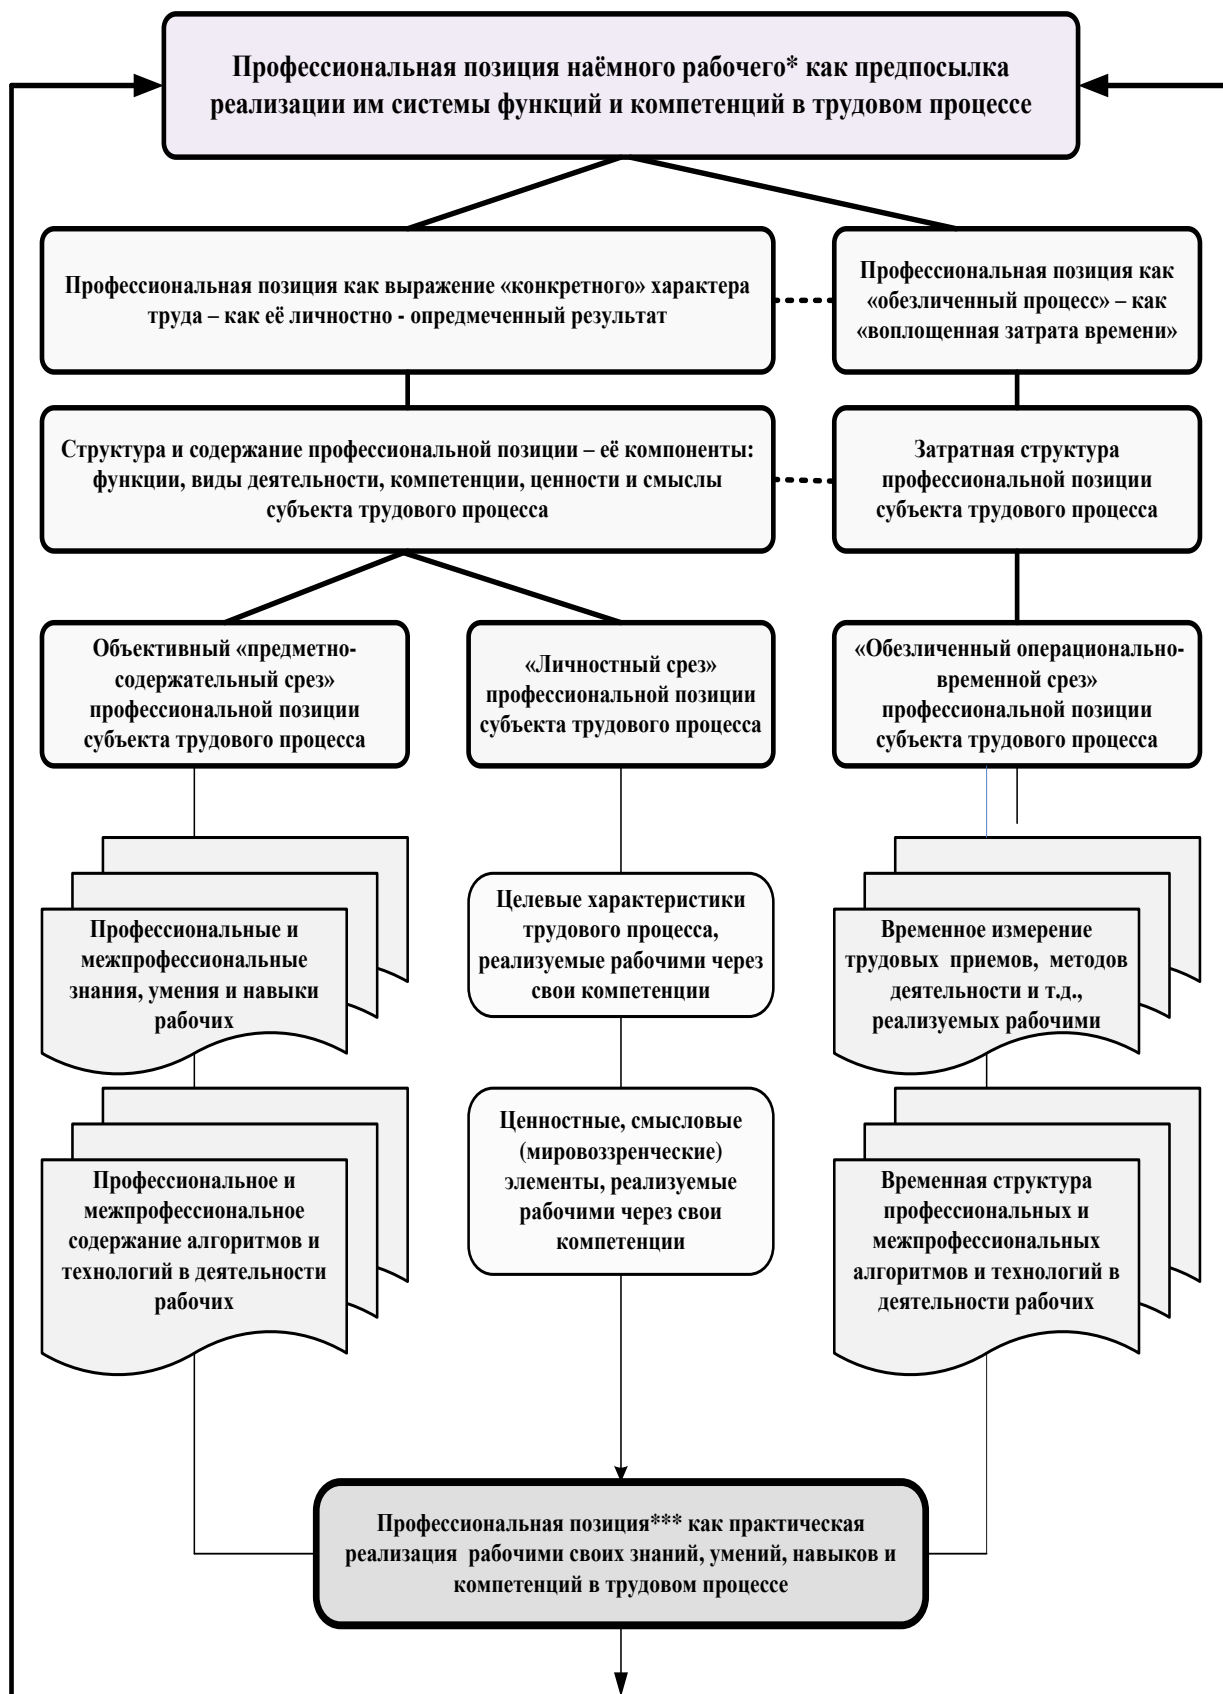 Профессиональная позиция наёмного рабочего* как предпосылка
реализации им системы функций и компетенций в трудовом процессе
Профессиональная позиция как выражение «конкретного» характера
труда – как её личностно - опредмеченный результат
Профессиональная позиция как
«обезличенный процесс» – как
«воплощенная затрата времени»
Структура и содержание профессиональной позиции – её компоненты:
функции, виды деятельности, компетенции, ценности и смыслы
субъекта трудового процесса
Затратная структура
профессиональной позиции
субъекта трудового процесса
Объективный «предметно-
содержательный срез»
профессиональной позиции
субъекта трудового процесса
«Личностный срез»
профессиональной позиции
субъекта трудового процесса
«Обезличенный операционально-
временной срез»
профессиональной позиции
субъекта трудового процесса
Профессиональные и
межпрофессиональные
знания, умения и навыки
рабочих
Целевые характеристики
трудового процесса,
реализуемые рабочими через
свои компетенции
Временное измерение
трудовых приемов, методов
деятельности и т.д.,
реализуемых рабочими
Профессиональное и
межпрофессиональное
содержание алгоритмов и
технологий в деятельности
рабочих
Ценностные, смысловые
(мировоззренческие)
элементы, реализуемые
рабочими через свои
компетенции
Временная структура
профессиональных и
межпрофессиональных
алгоритмов и технологий в
деятельности рабочих
Профессиональная позиция*** как практическая
реализация рабочими своих знаний, умений, навыков и
компетенций в трудовом процессе